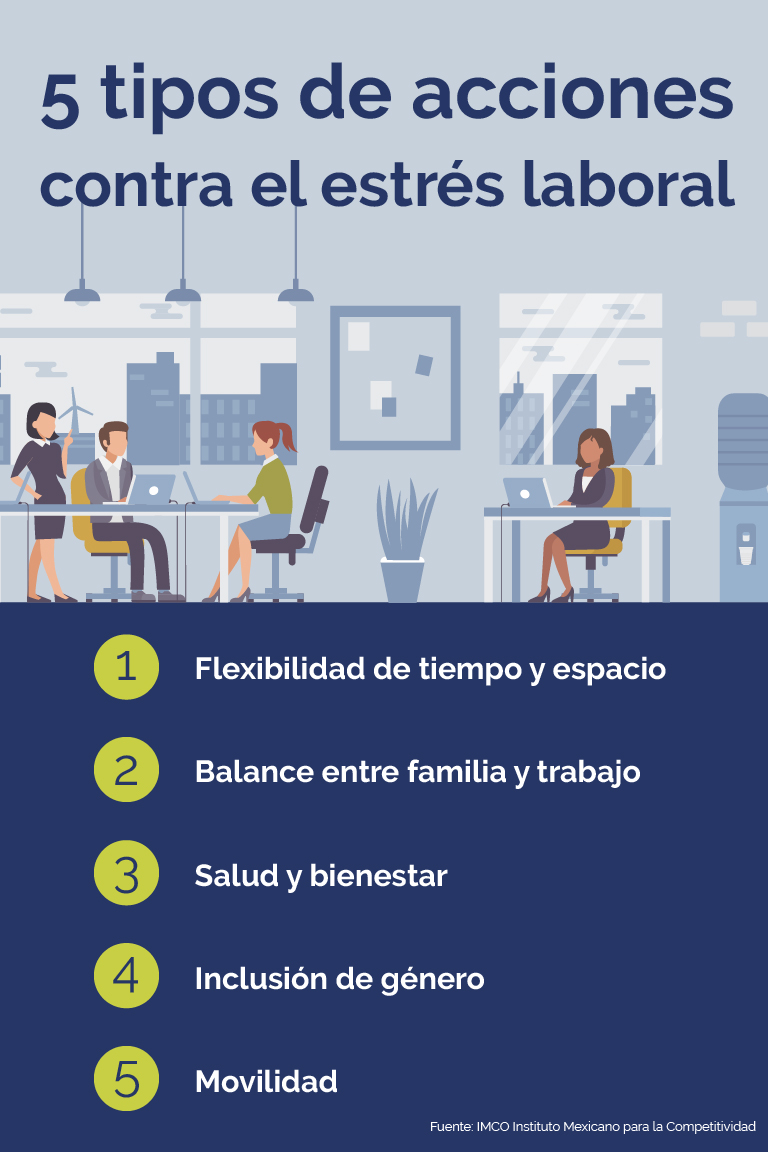 5 tipos de acciones
contra el estrés laboral
1 Flexibilidad de tiempo y espacio
2 Balance entre familia y trabajo
3 Salud y bienestar
4 Inclusión de género
5 Movilidad
Fuente: IMCO Instituto Mexicano para la Competitividad